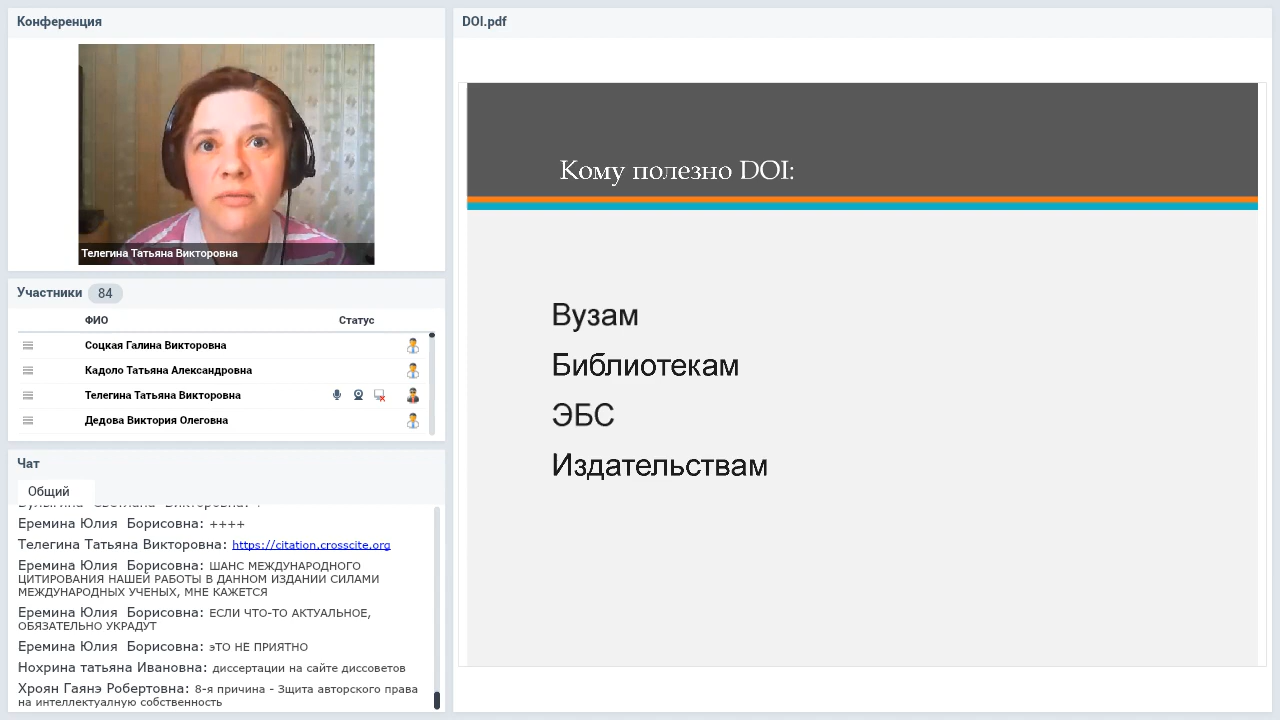 Конференция
Телегина Татьяна Викторовна
Участники 84
ФИО Статус
Соцкая Галина Викторовна
Кадоло Татьяна Александровна
Телегина Татьяна Викторовна
Дедова Виктория Олеговна
Чат
Общий
Еремина Юлия Борисовна: ++++
Телегина Татьяна Викторовна: https://citation.crosscite.org
Еремина Юлия Борисовна: ШАНС МЕЖДУНАРОДНОГО
ЦИТИРОВАНИЯ НАШЕЙ РАБОТЫ В ДАННОМ ИЗДАНИИ СИЛАМИ
МЕЖДУНАРОДНЫХ УЧЕНЫХ, МНЕ КАЖЕТСЯ
Еремина Юлия Борисовна: ЕСЛИ ЧТО-ТО АКТУАЛЬНОЕ,
ОБЯЗАТЕЛЬНО УКРАДУТ
Еремина Юлия Борисовна: эТО НЕ ПРИЯТНО
Нохрина татьяна Ивановна: диссертации на сайте диссоветов
Хроян Гаянэ Робертовна: 8-я причина - Зщита авторского права
на интеллектуалную собственность
DOI.pdf
Кому полезно DOI:
Вузам
Библиотекам
ЭБС
Издательствам